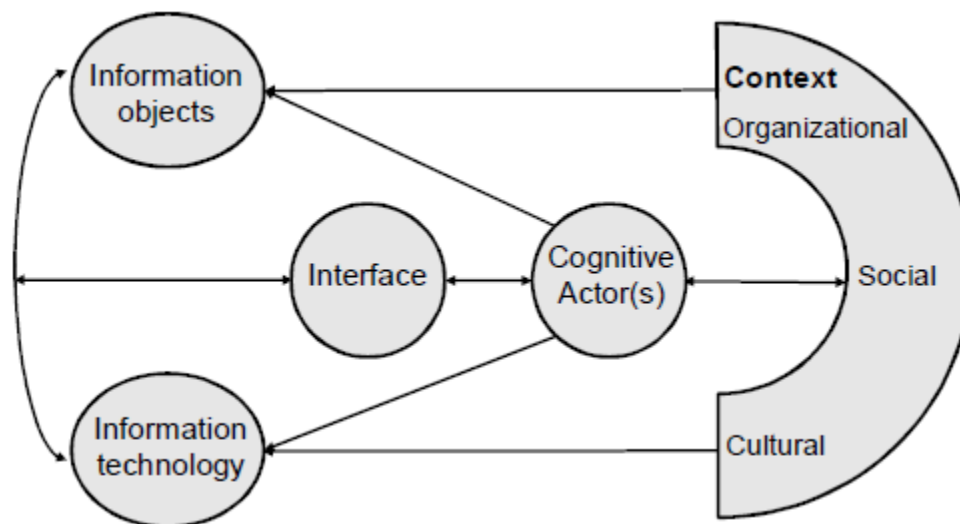 Information
objects
Context
Organizational
Interface
Cognitive
Actor(s)
Social
Information
technology
Cultural